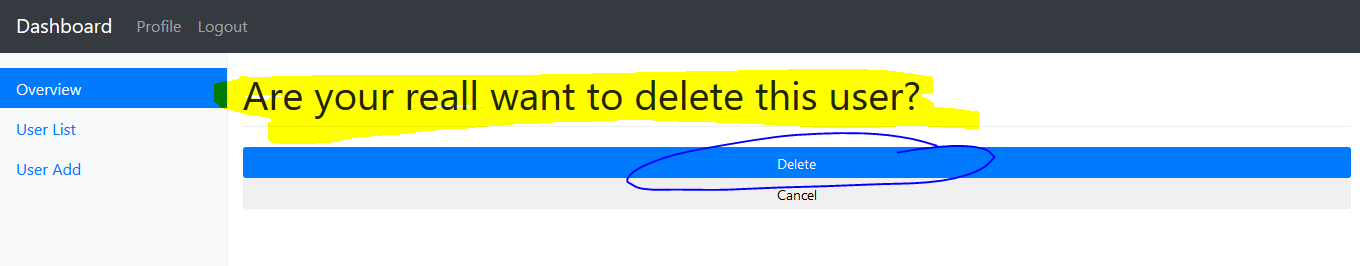 Dashboard Profile Logout
Overview
User List
User Add
Are your reall want to delete this user?
Delete
Cancel